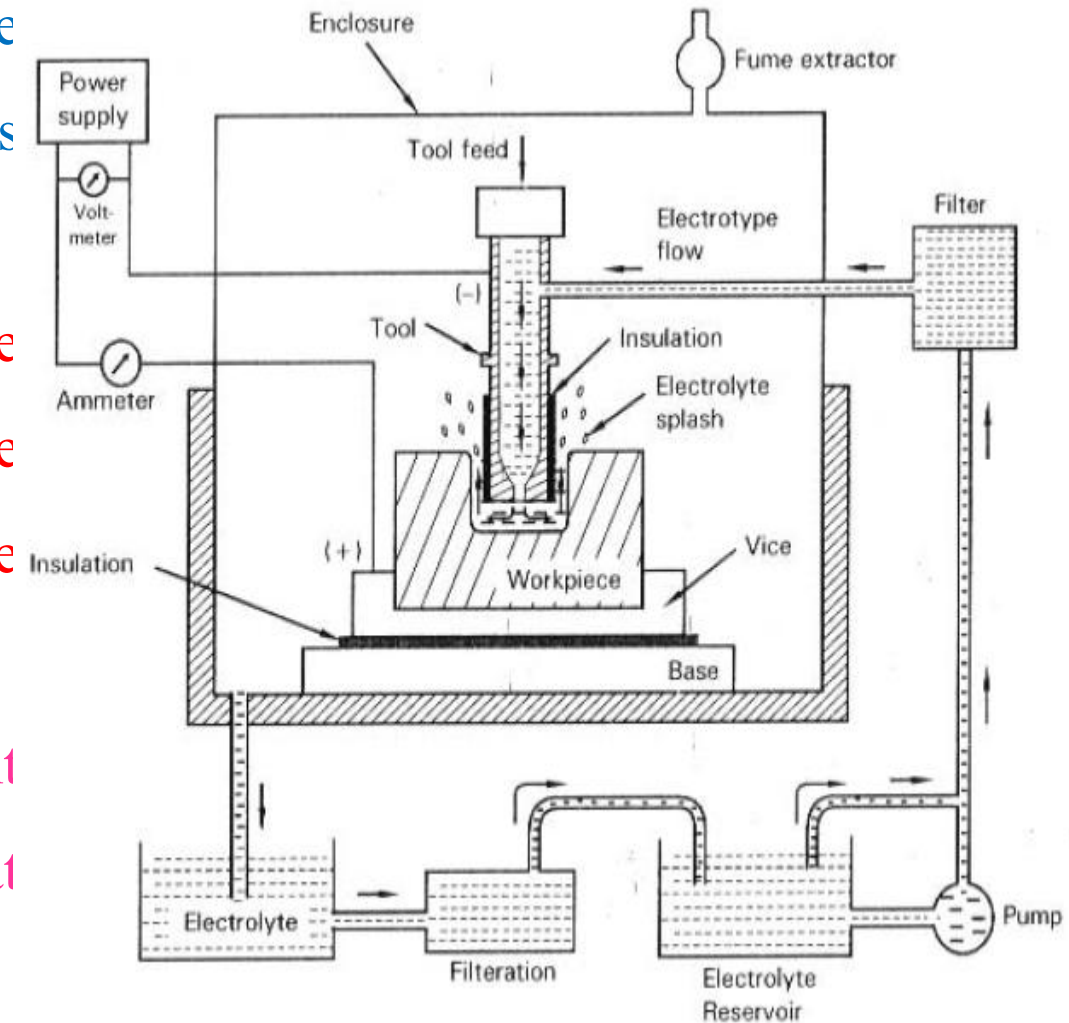 Enclosure
Fume extractor
Power
supply
Tool feed
Volt-
meter
Electrotype
flow
Filter
(−)
Tool
Insulation
Ammeter
Electrolyte
splash
(+)
Insulation
Workpiece
Vice
Base
Electrolyte
Filteration
Electrolyte
Reservoir
Pump